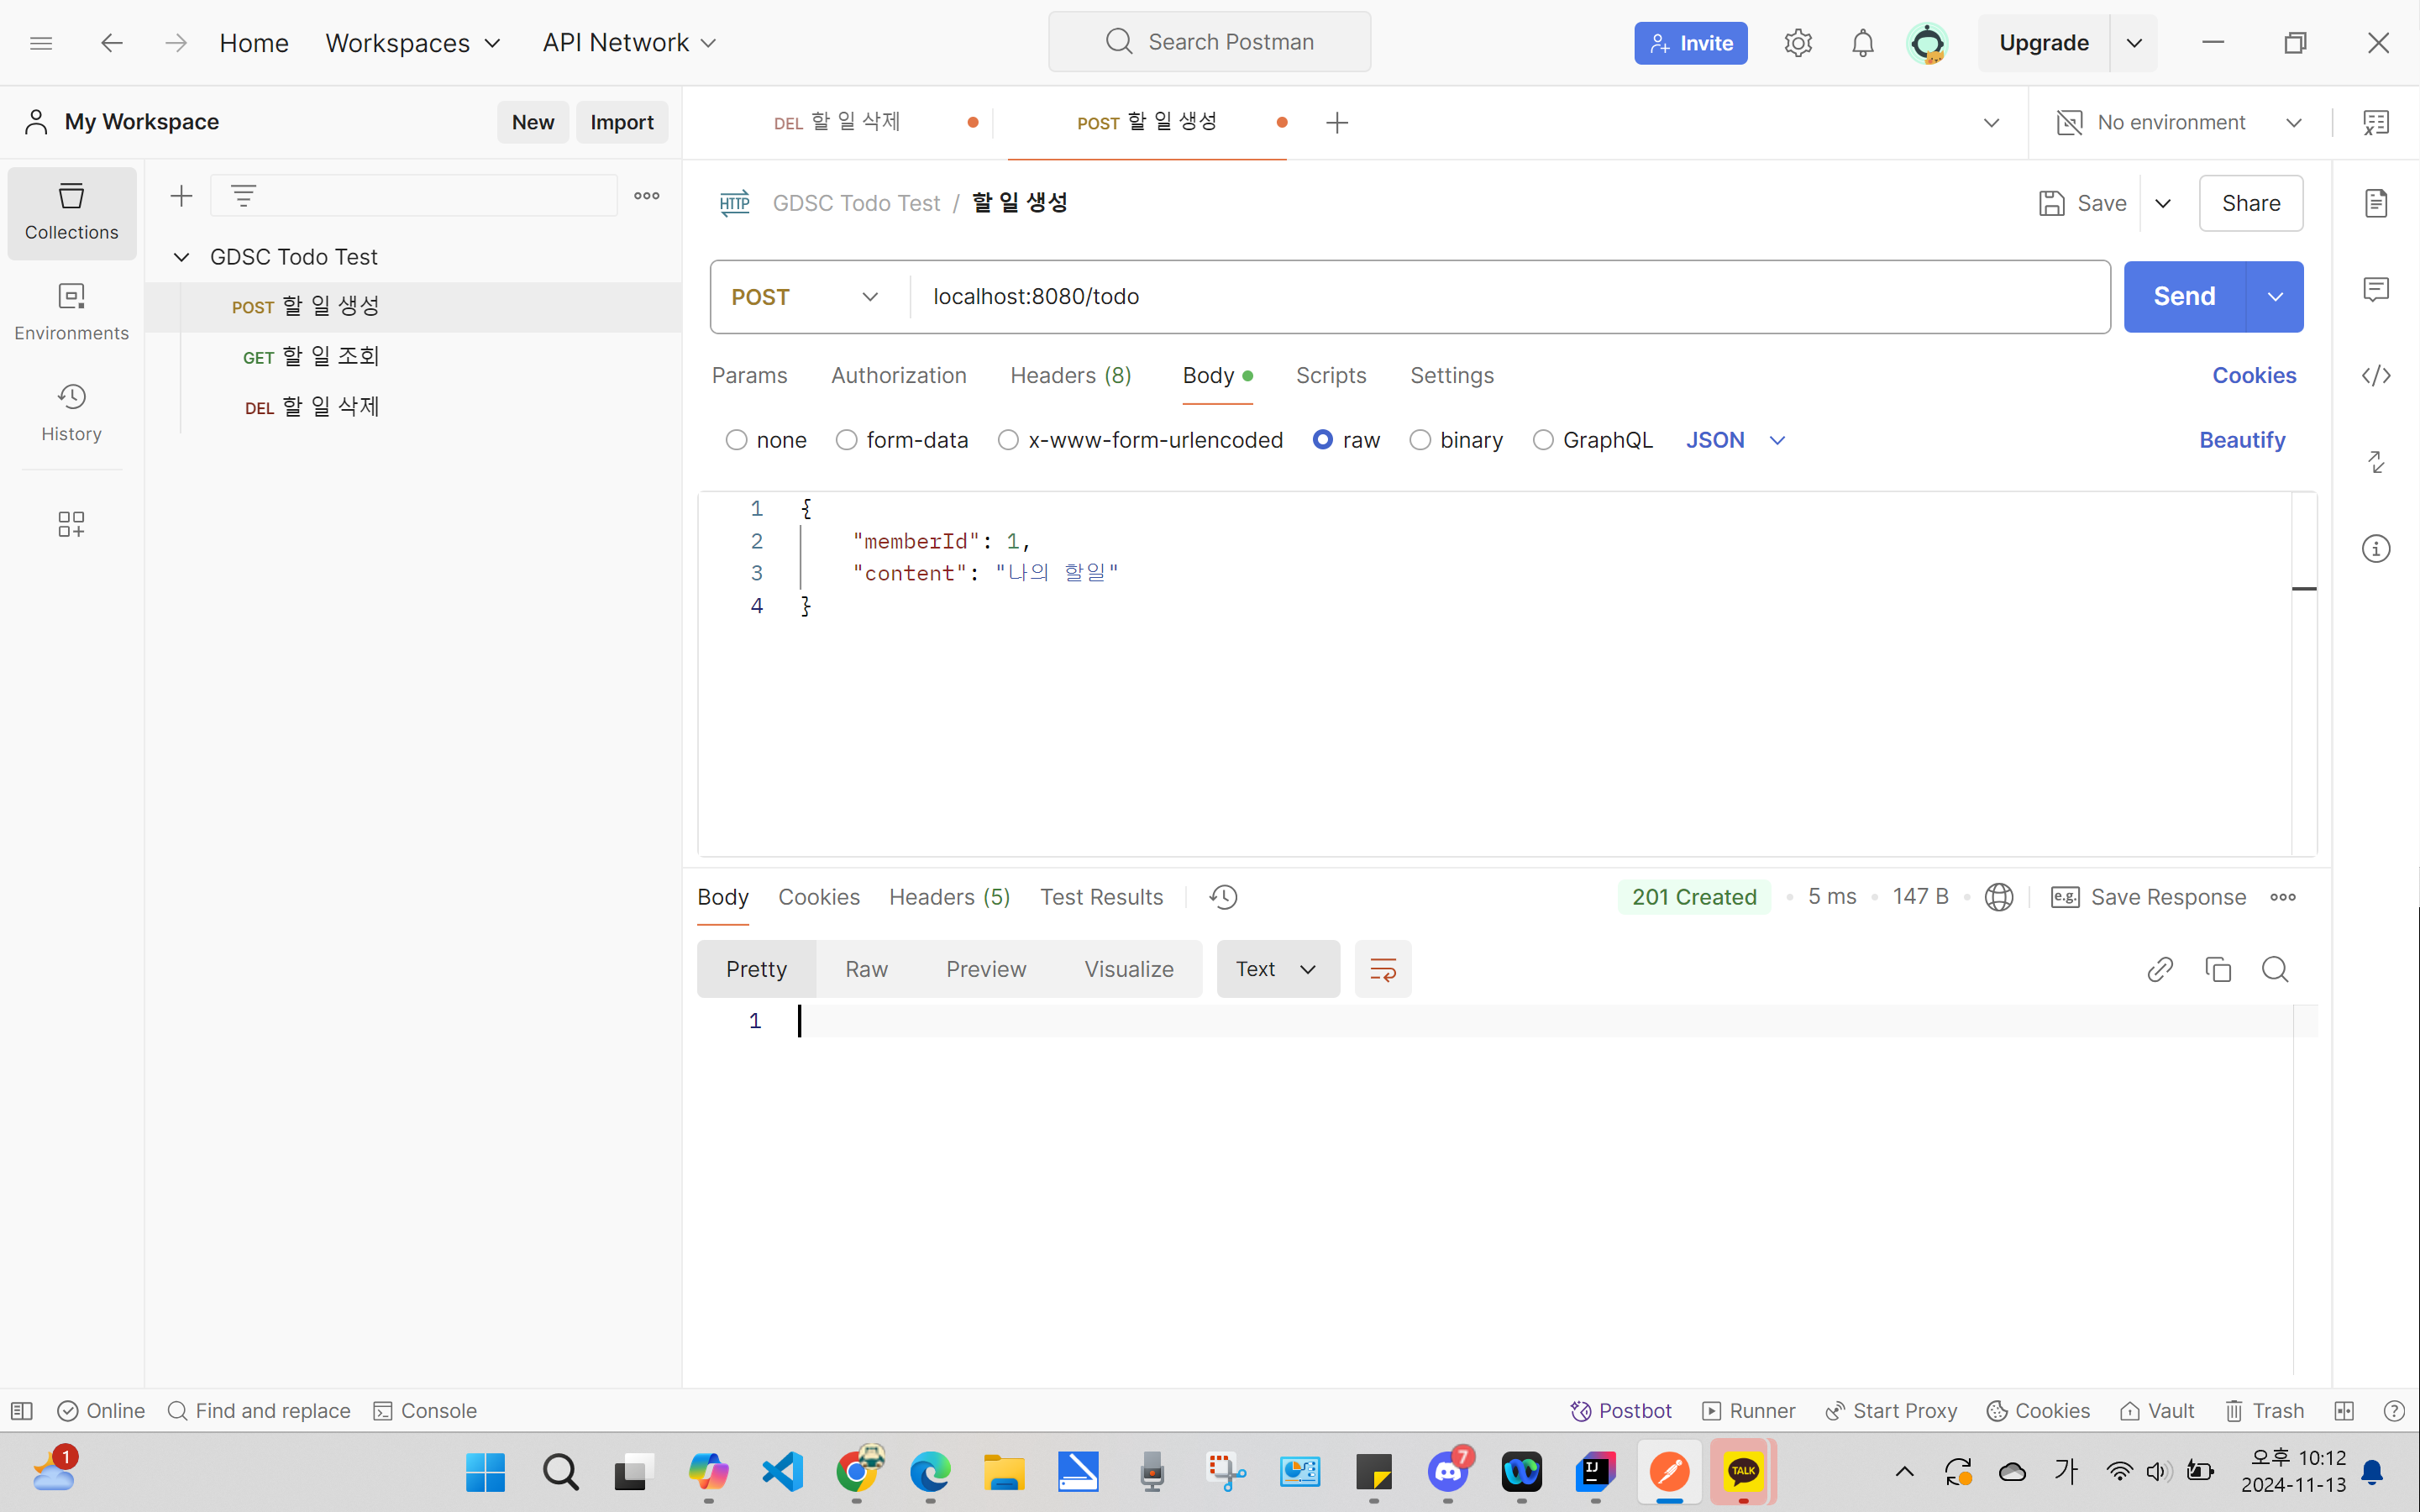 Home Workspaces API Network Search Postman Invite Upgrade
My Workspace New Import DEL 할 일 삭제 POST 할 일 생성 No environment
Collections
GDSC Todo Test
POST 할 일 생성
GET 할 일 조회
DEL 할 일 삭제
Environments
History
HTTP GDSC Todo Test / 할 일 생성 Save Share
POST localhost:8080/todo Send
Params Authorization Headers (8) Body Scripts Settings Cookies
none form-data x-www-form-urlencoded raw binary GraphQL JSON Beautify
1 {
2 "memberId": 1,
3 "content": "나의 할일"
4 }
Body Cookies Headers (5) Test Results 201 Created • 5 ms • 147 B • e.g. Save Response
Pretty Raw Preview Visualize Text
1
Online Find and replace Console Postbot Runner Start Proxy Cookies Vault Trash
1 7 IJ TALK 가 오후 10:12
2024-11-13